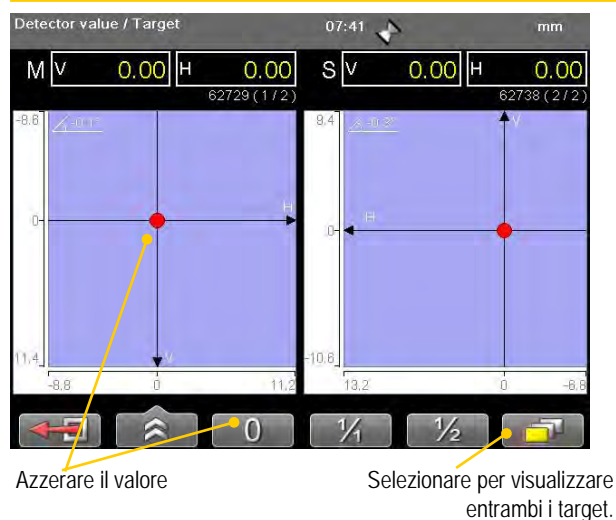 Detector value / Target 07:41 mm
M V 0.00 H 0.00 S V 0.00 H 0.00
62729 (1/2) 62738 (2/2)
-8.8 8.4
V
H
0 0
H
11.4 V -10.6
-8.8 0 11.2 13.2 0 -6.8
0 1/1 1/2
Azzerare il valore
Selezionare per visualizzare
entrambi i target.